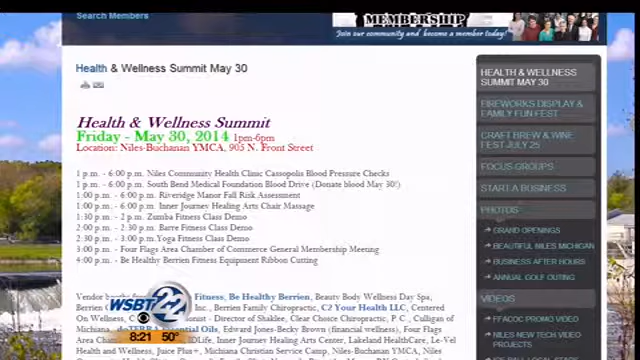 Search Members
MEMBERSHIP
Join our community and become a member today!
Health & Wellness Summit May 30
Health & Wellness Summit
Friday - May 30, 2014 1pm-6pm
Location: Niles-Buchanan YMCA, 905 N. Front Street
1 p.m. - 6:00 p.m. Niles Community Health Clinic Cassopolis Blood Pressure Checks
1 p.m. - 6:00 p.m. South Bend Medical Foundation Blood Drive (Donate blood May 30!)
1:00 p.m. - 6:00 p.m. Riveridge Manor Fall Risk Assessment
1:00 p.m. - 6:00 p.m. Inner Journey Healing Arts Chair Massage
1:30 p.m. - 2 p.m. Zumba Fitness Class Demo
2:00 p.m. - 2:30 p.m. Barre Fitness Class Demo
2:30 p.m. - 3:00 p.m. Yoga Fitness Class Demo
3:00 p.m. - Four Flags Area Chamber of Commerce General Membership Meeting
4:00 p.m. - Be Healthy Berrien Fitness Equipment Ribbon Cutting
Vendor Fitness, Be Healthy Berrien, Beauty Body Wellness Day Spa,
Berrien Family Chiropractic, C2 Your Health LLC, Centered
On Wellness, - Director of Shaklee, Clear Choice Chiropractic, P C, Culligan of
Michiana, doTERRA Essential Oils, Edward Jones-Becky Brown (financial wellness), Four Flags
Area Cham IDLife, Inner Journey Healing Arts Center, Lakeland HealthCare, Le-Vel
Health and Wellness, Juice Plus+, Michiana Christian Service Camp, Niles-Buchanan YMCA, Niles
HEALTH & WELLNESS
SUMMIT MAY 30
FIREWORKS DISPLAY &
FAMILY FUN FEST
CRAFT BREW & WINE
FEST JULY 25
FOCUS GROUPS
START A BUSINESS
PHOTOS
GRAND OPENINGS
BEAUTIFUL NILES MICHIGAN
BUSINESS AFTER HOURS
ANNUAL GOLF OUTING
VIDEOS
FFACOC PROMO VIDEO
NILES-NEW TECH VIDEO
PROJECTS
WSBT 22
8:21 50°